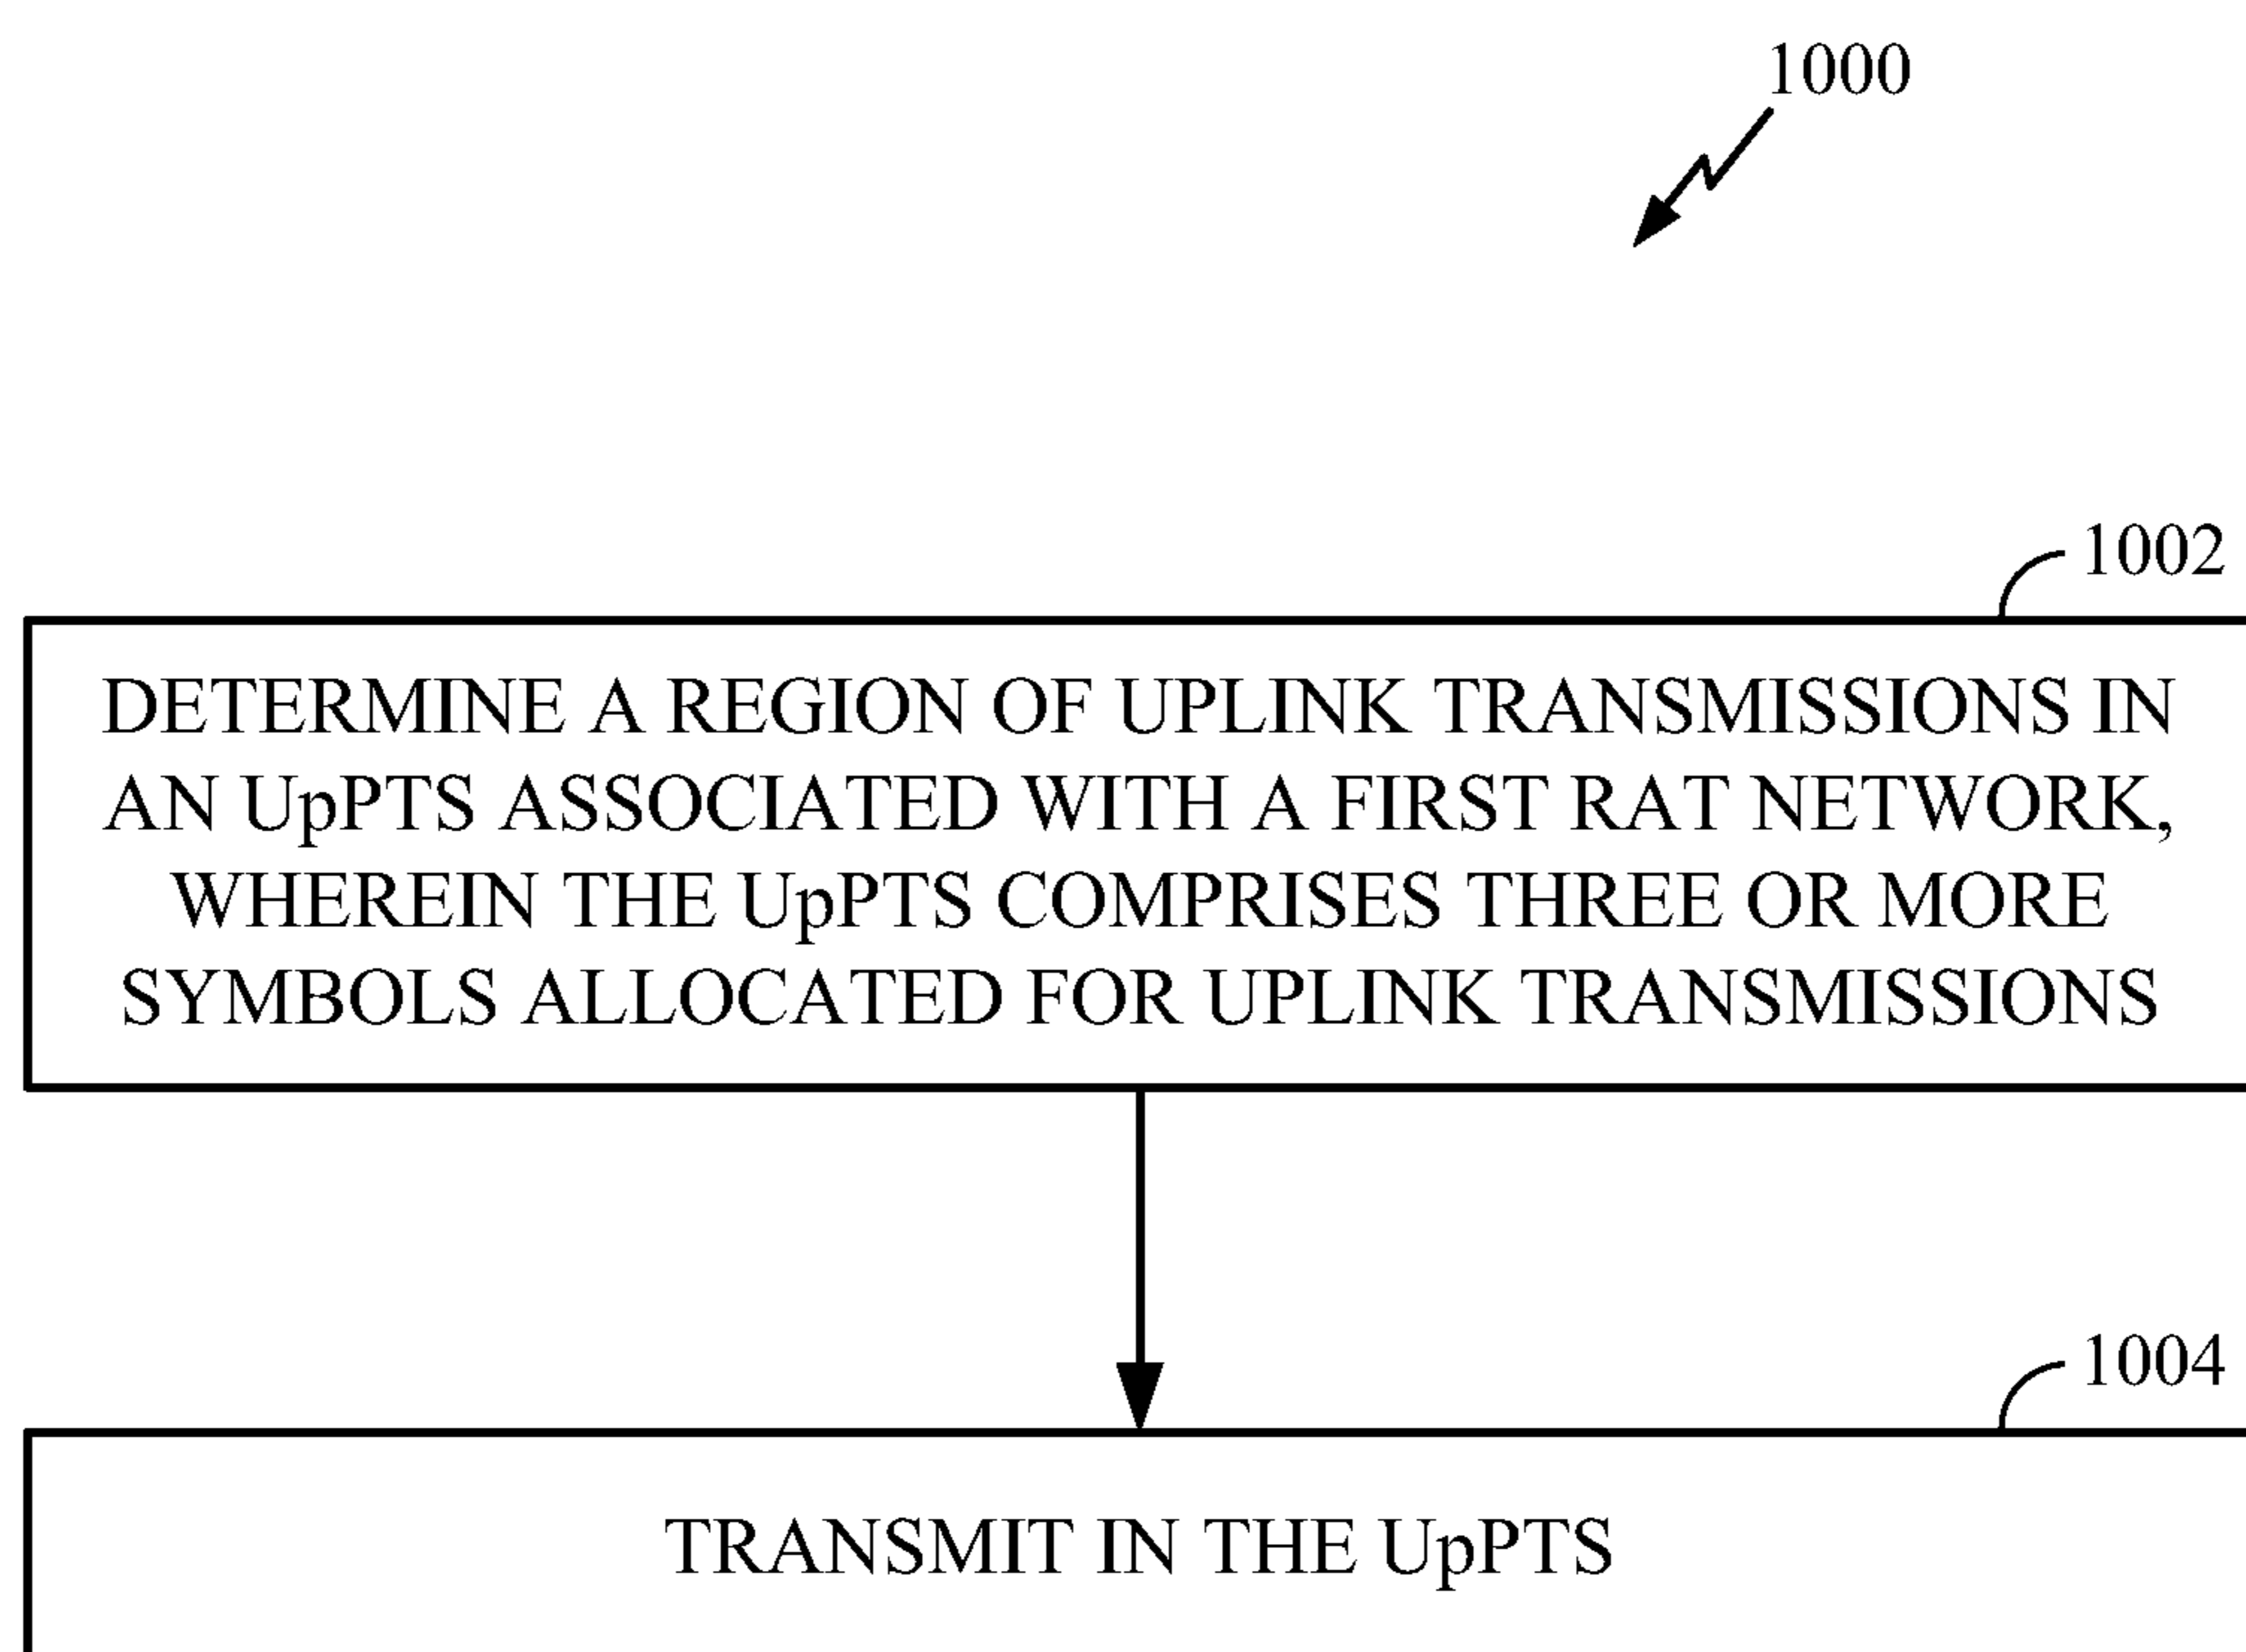 1000
1002
DETERMINE A REGION OF UPLINK TRANSMISSIONS IN
AN UpPTS ASSOCIATED WITH A FIRST RAT NETWORK,
WHEREIN THE UpPTS COMPRISES THREE OR MORE
SYMBOLS ALLOCATED FOR UPLINK TRANSMISSIONS
1004
TRANSMIT IN THE UpPTS